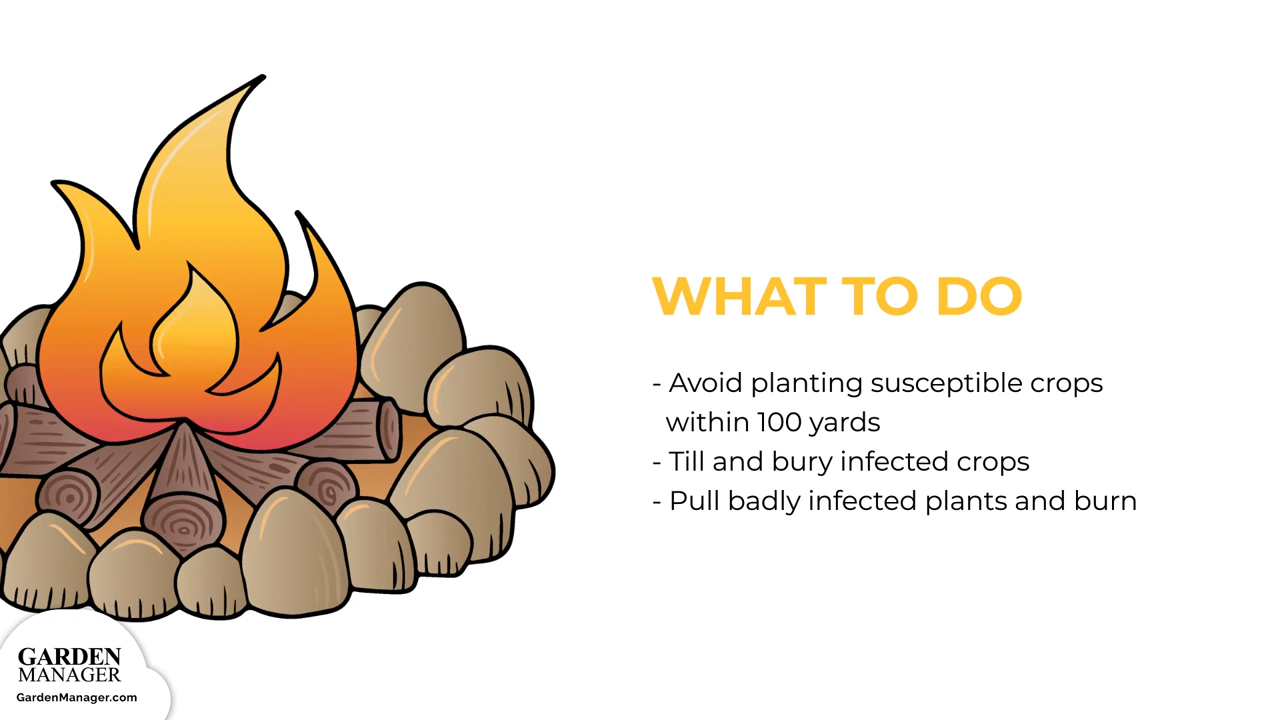 WHAT TO DO
- Avoid planting susceptible crops
within 100 yards
- Till and bury infected crops
- Pull badly infected plants and burn
GARDEN
MANAGER
GardenManager.com